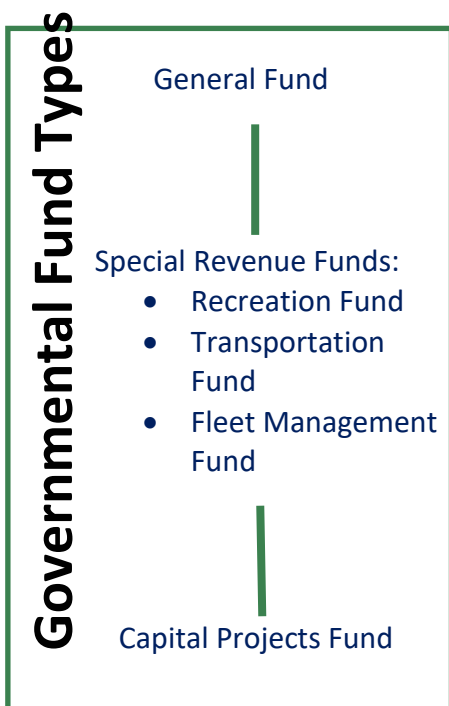 Governmental Fund Types
General Fund
Special Revenue Funds:
• Recreation Fund
• Transportation
Fund
• Fleet Management
Fund
Capital Projects Fund